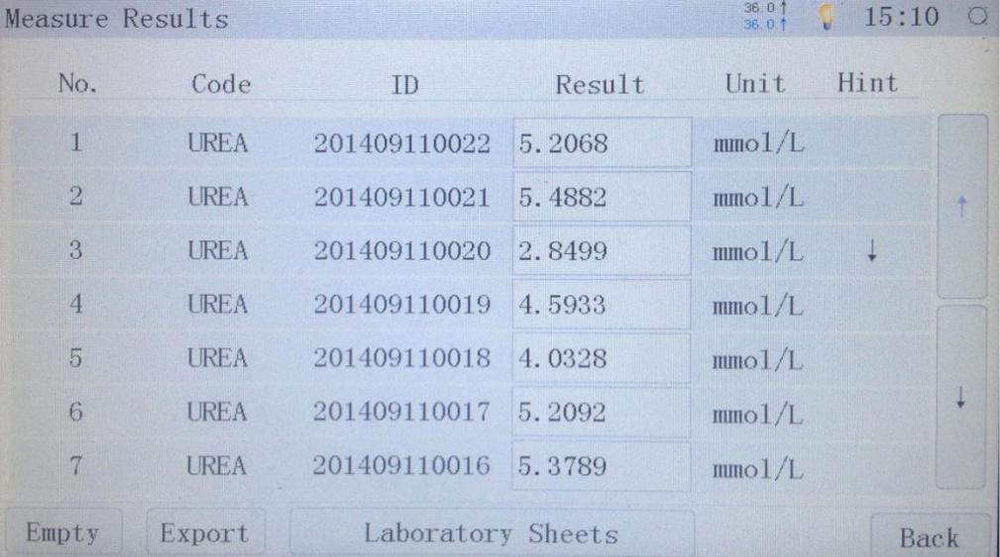 Measure Results 36.0↑ 36.0↑ 15:10
No. Code ID Result Unit Hint
1 UREA 201409110022 5.2068 mmol/L
2 UREA 201409110021 5.4882 mmol/L
3 UREA 201409110020 2.8499 mmol/L ↓
4 UREA 201409110019 4.5933 mmol/L
5 UREA 201409110018 4.0328 mmol/L
6 UREA 201409110017 5.2092 mmol/L
7 UREA 201409110016 5.3789 mmol/L
Empty Export Laboratory Sheets Back